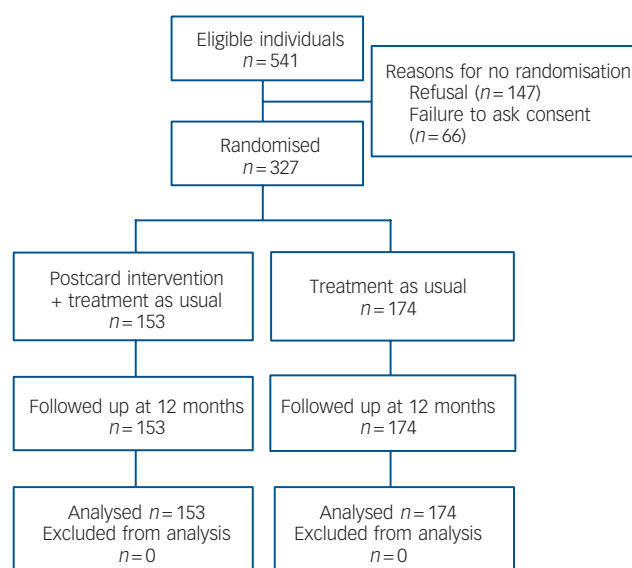 Eligible individuals
n=541
Reasons for no randomisation
Refusal (n=147)
Failure to ask consent
(n=66)
Randomised
n=327
Postcard intervention
+ treatment as usual
n=153
Treatment as usual
n=174
Followed up at 12 months
n=153
Followed up at 12 months
n=174
Analysed n=153
Excluded from analysis
n=0
Analysed n=174
Excluded from analysis
n=0